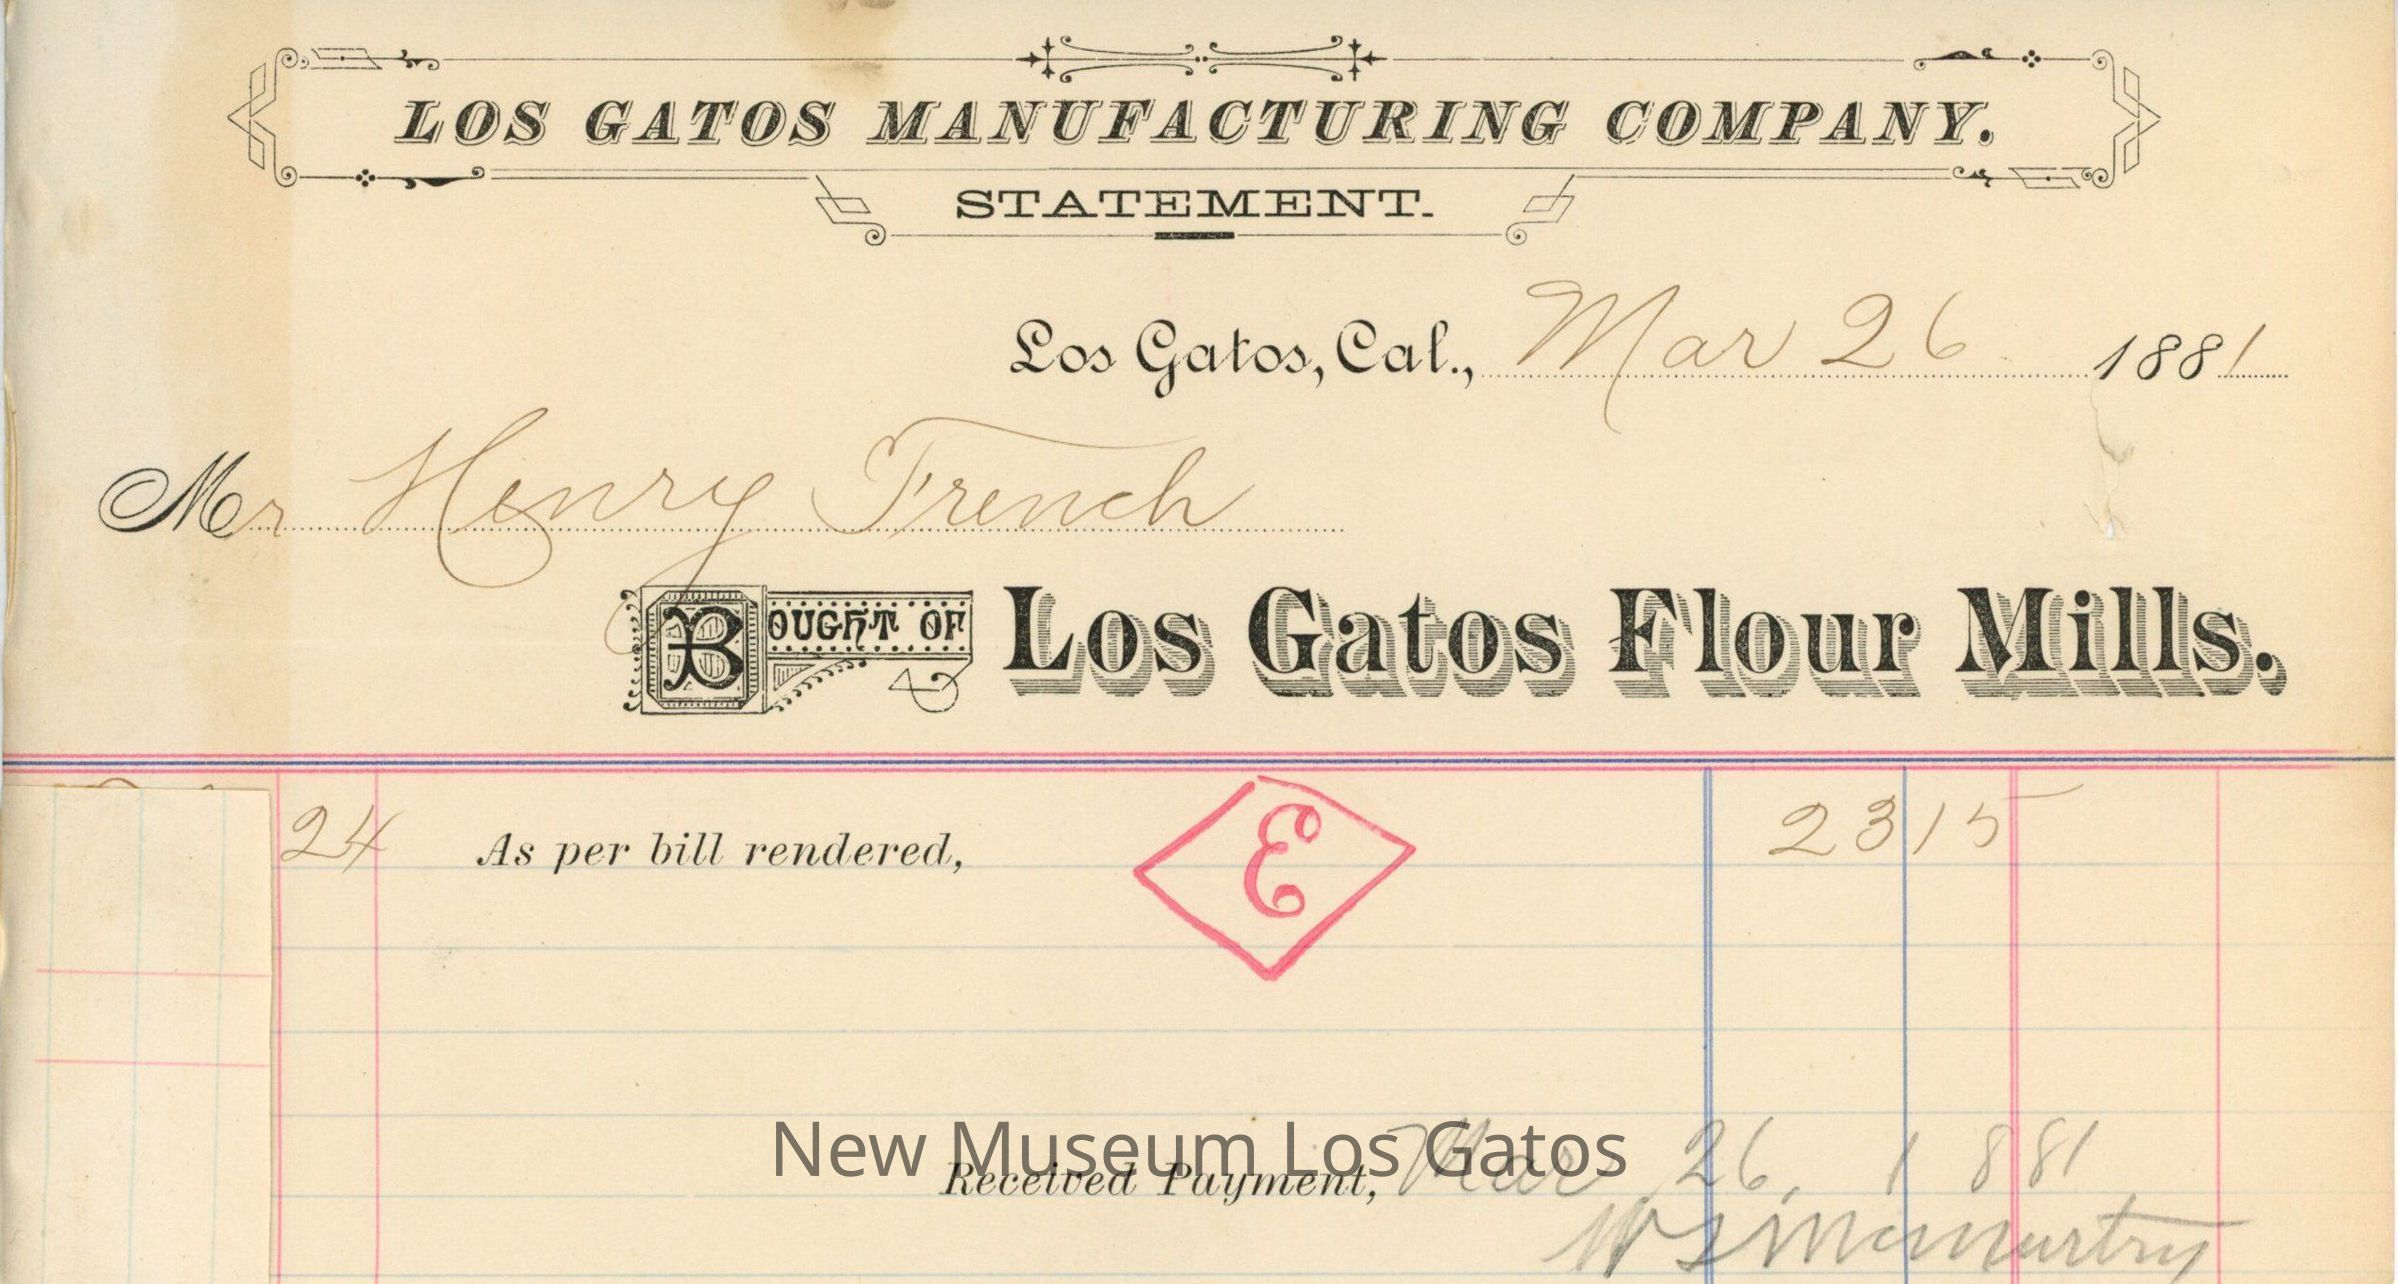 LOS GATOS MANUFACTURING COMPANY.
STATEMENT.
Los Gatos, Cal., Mar 26 1881
Mr Henry French
BOUGHT OF Los Gatos Flour Mills.
24 As per bill rendered, E 23 15
New Museum Los Gatos
Received Payment, Mar 26, 1881
W S McMurtry